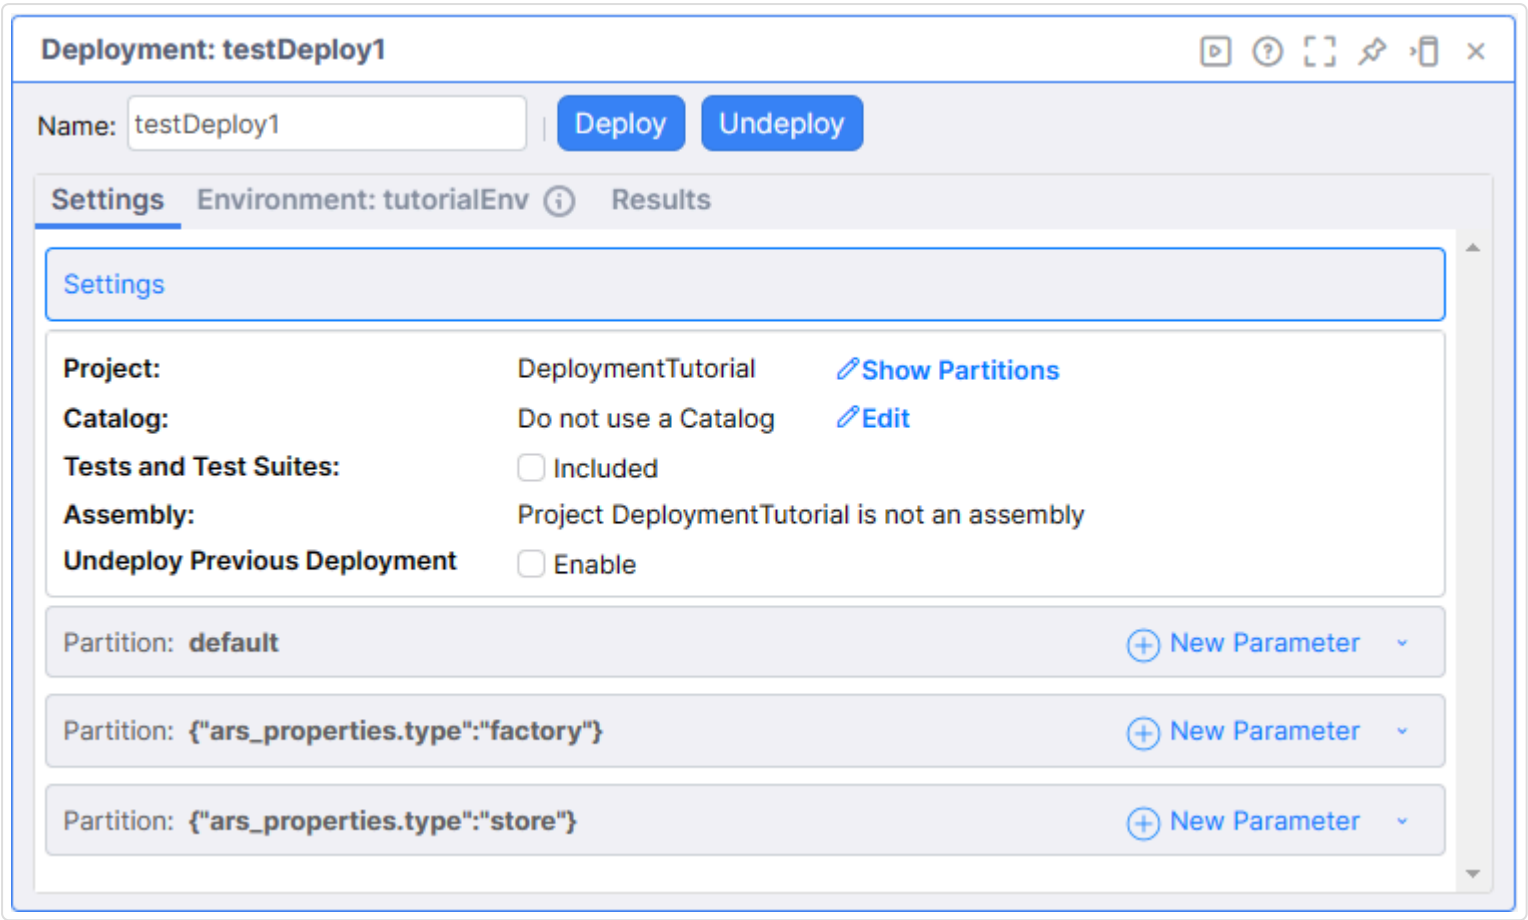 Deployment: testDeploy1
Name: testDeploy1 | Deploy Undeploy
Settings Environment: tutorialEnv Results
Settings
Project: DeploymentTutorial Show Partitions
Catalog: Do not use a Catalog Edit
Tests and Test Suites: Included
Assembly: Project DeploymentTutorial is not an assembly
Undeploy Previous Deployment Enable
Partition: default New Parameter
Partition: {"ars_properties.type":"factory"} New Parameter
Partition: {"ars_properties.type":"store"} New Parameter